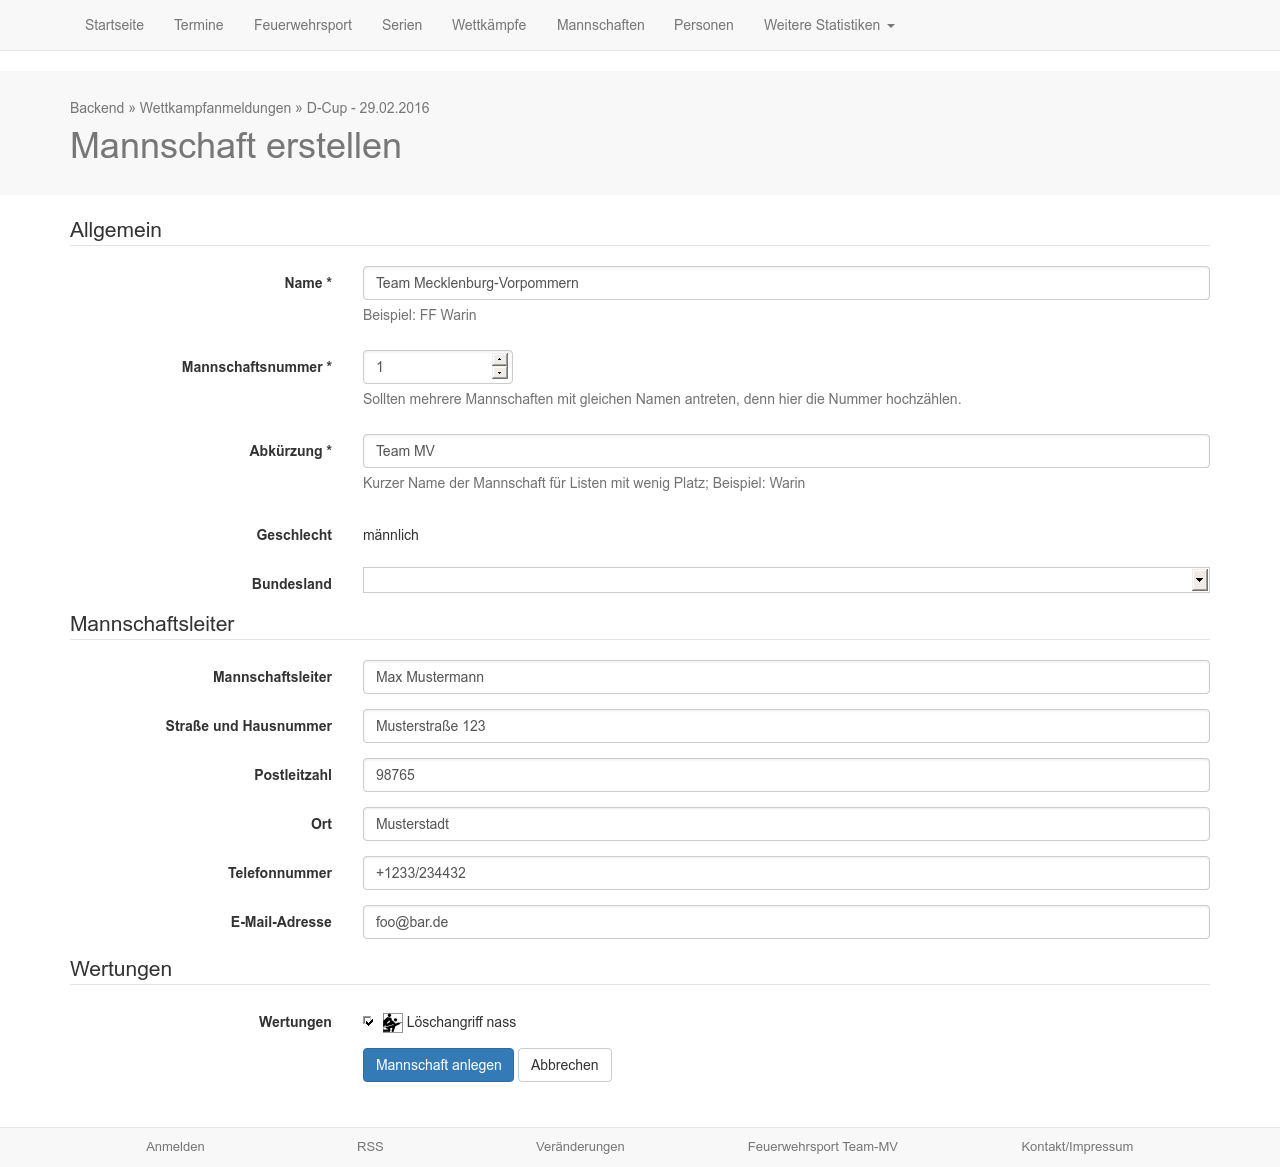 Startseite Termine Feuerwehrsport Serien Wettkämpfe Mannschaften Personen Weitere Statistiken
Backend » Wettkampfanmeldungen » D-Cup - 29.02.2016
Mannschaft erstellen
Allgemein
Name * Team Mecklenburg-Vorpommern
Beispiel: FF Warin
Mannschaftsnummer * 1
Sollten mehrere Mannschaften mit gleichen Namen antreten, denn hier die Nummer hochzählen.
Abkürzung * Team MV
Kurzer Name der Mannschaft für Listen mit wenig Platz; Beispiel: Warin
Geschlecht männlich
Bundesland
Mannschaftsleiter
Mannschaftsleiter Max Mustermann
Straße und Hausnummer Musterstraße 123
Postleitzahl 98765
Ort Musterstadt
Telefonnummer +1233/234432
E-Mail-Adresse foo@bar.de
Wertungen
Wertungen Löschangriff nass
Mannschaft anlegen Abbrechen
Anmelden RSS Veränderungen Feuerwehrsport Team-MV Kontakt/Impressum